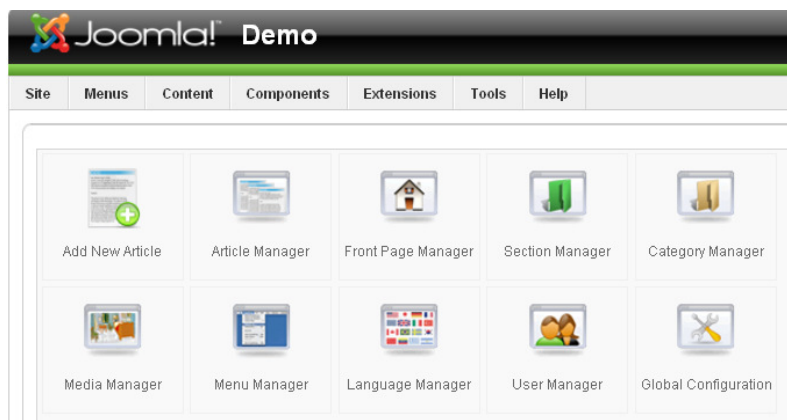 Joomla!™ Demo
Site Menus Content Components Extensions Tools Help
Add New Article Article Manager Front Page Manager Section Manager Category Manager
Media Manager Menu Manager Language Manager User Manager Global Configuration